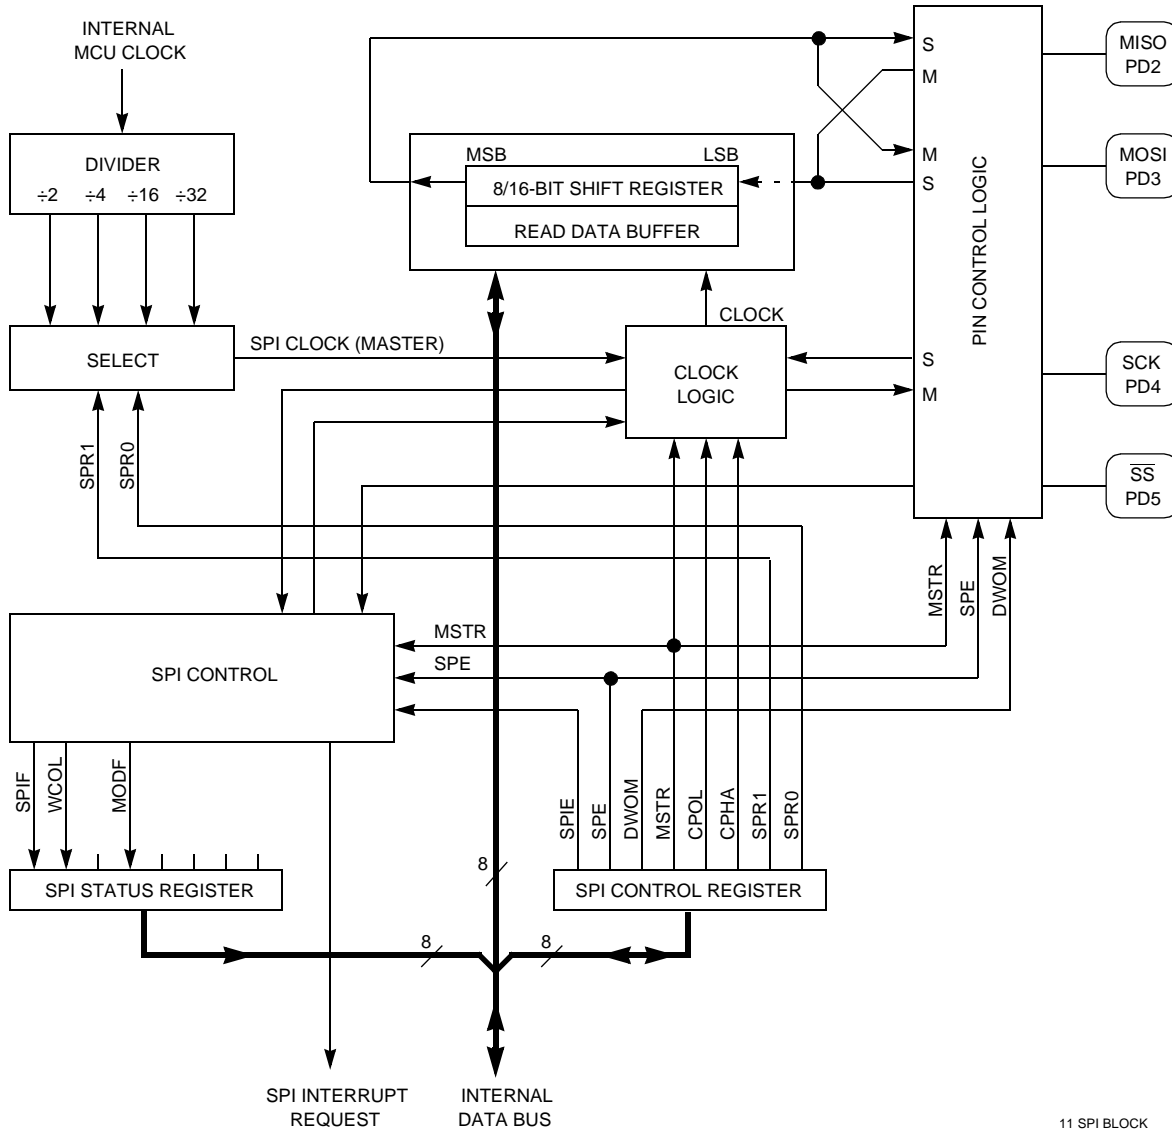 INTERNAL
MCU CLOCK
DIVIDER
÷2 ÷4 ÷16 ÷32
SELECT
SPI CLOCK (MASTER)
SPR1
SPR0
MSB LSB
8/16-BIT SHIFT REGISTER
READ DATA BUFFER
CLOCK
CLOCK
LOGIC
S
M
M
S
S
M
PIN CONTROL LOGIC
MISO
PD2
MOSI
PD3
SCK
PD4
SS
PD5
MSTR
SPE
DWOM
MSTR
SPE
SPI CONTROL
SPIF
WCOL
MODF
SPIE
SPE
DWOM
MSTR
CPOL
CPHA
SPR1
SPR0
8
SPI STATUS REGISTER
SPI CONTROL REGISTER
8
8
SPI INTERRUPT
REQUEST
INTERNAL
DATA BUS
11 SPI BLOCK